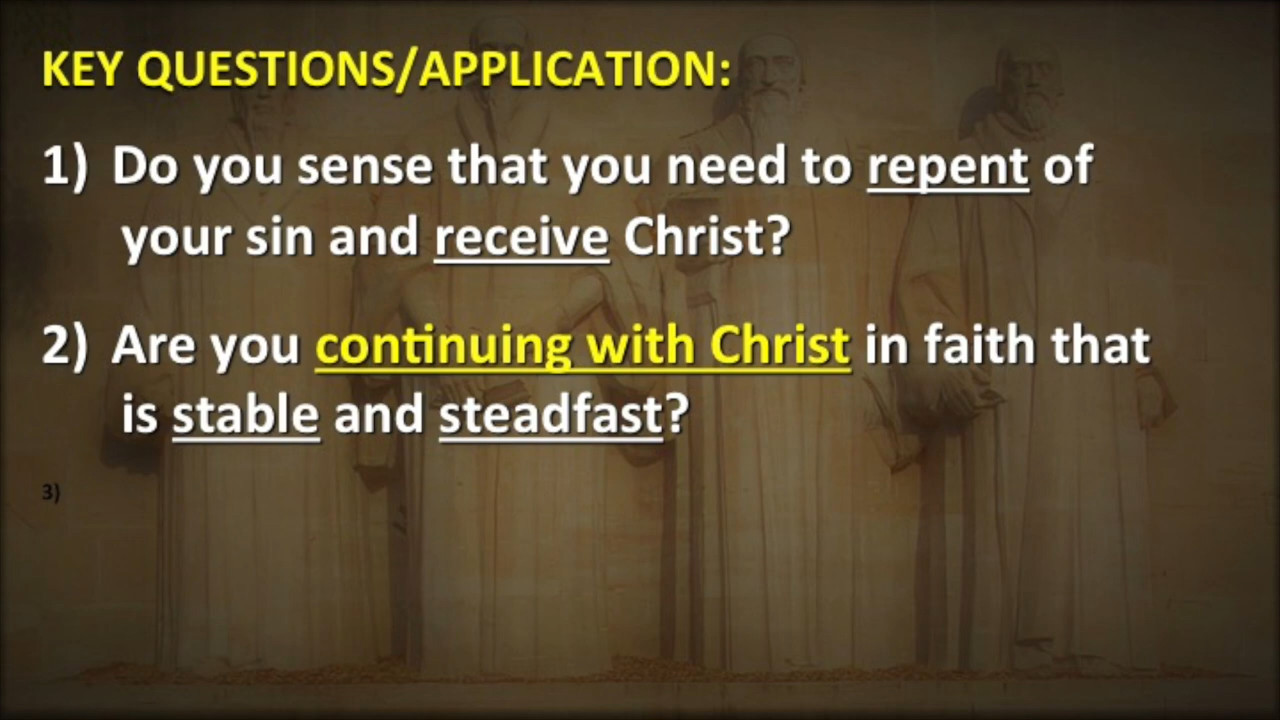 KEY QUESTIONS/APPLICATION:
1) Do you sense that you need to repent of
your sin and receive Christ?
2) Are you continuing with Christ in faith that
is stable and steadfast?
3)